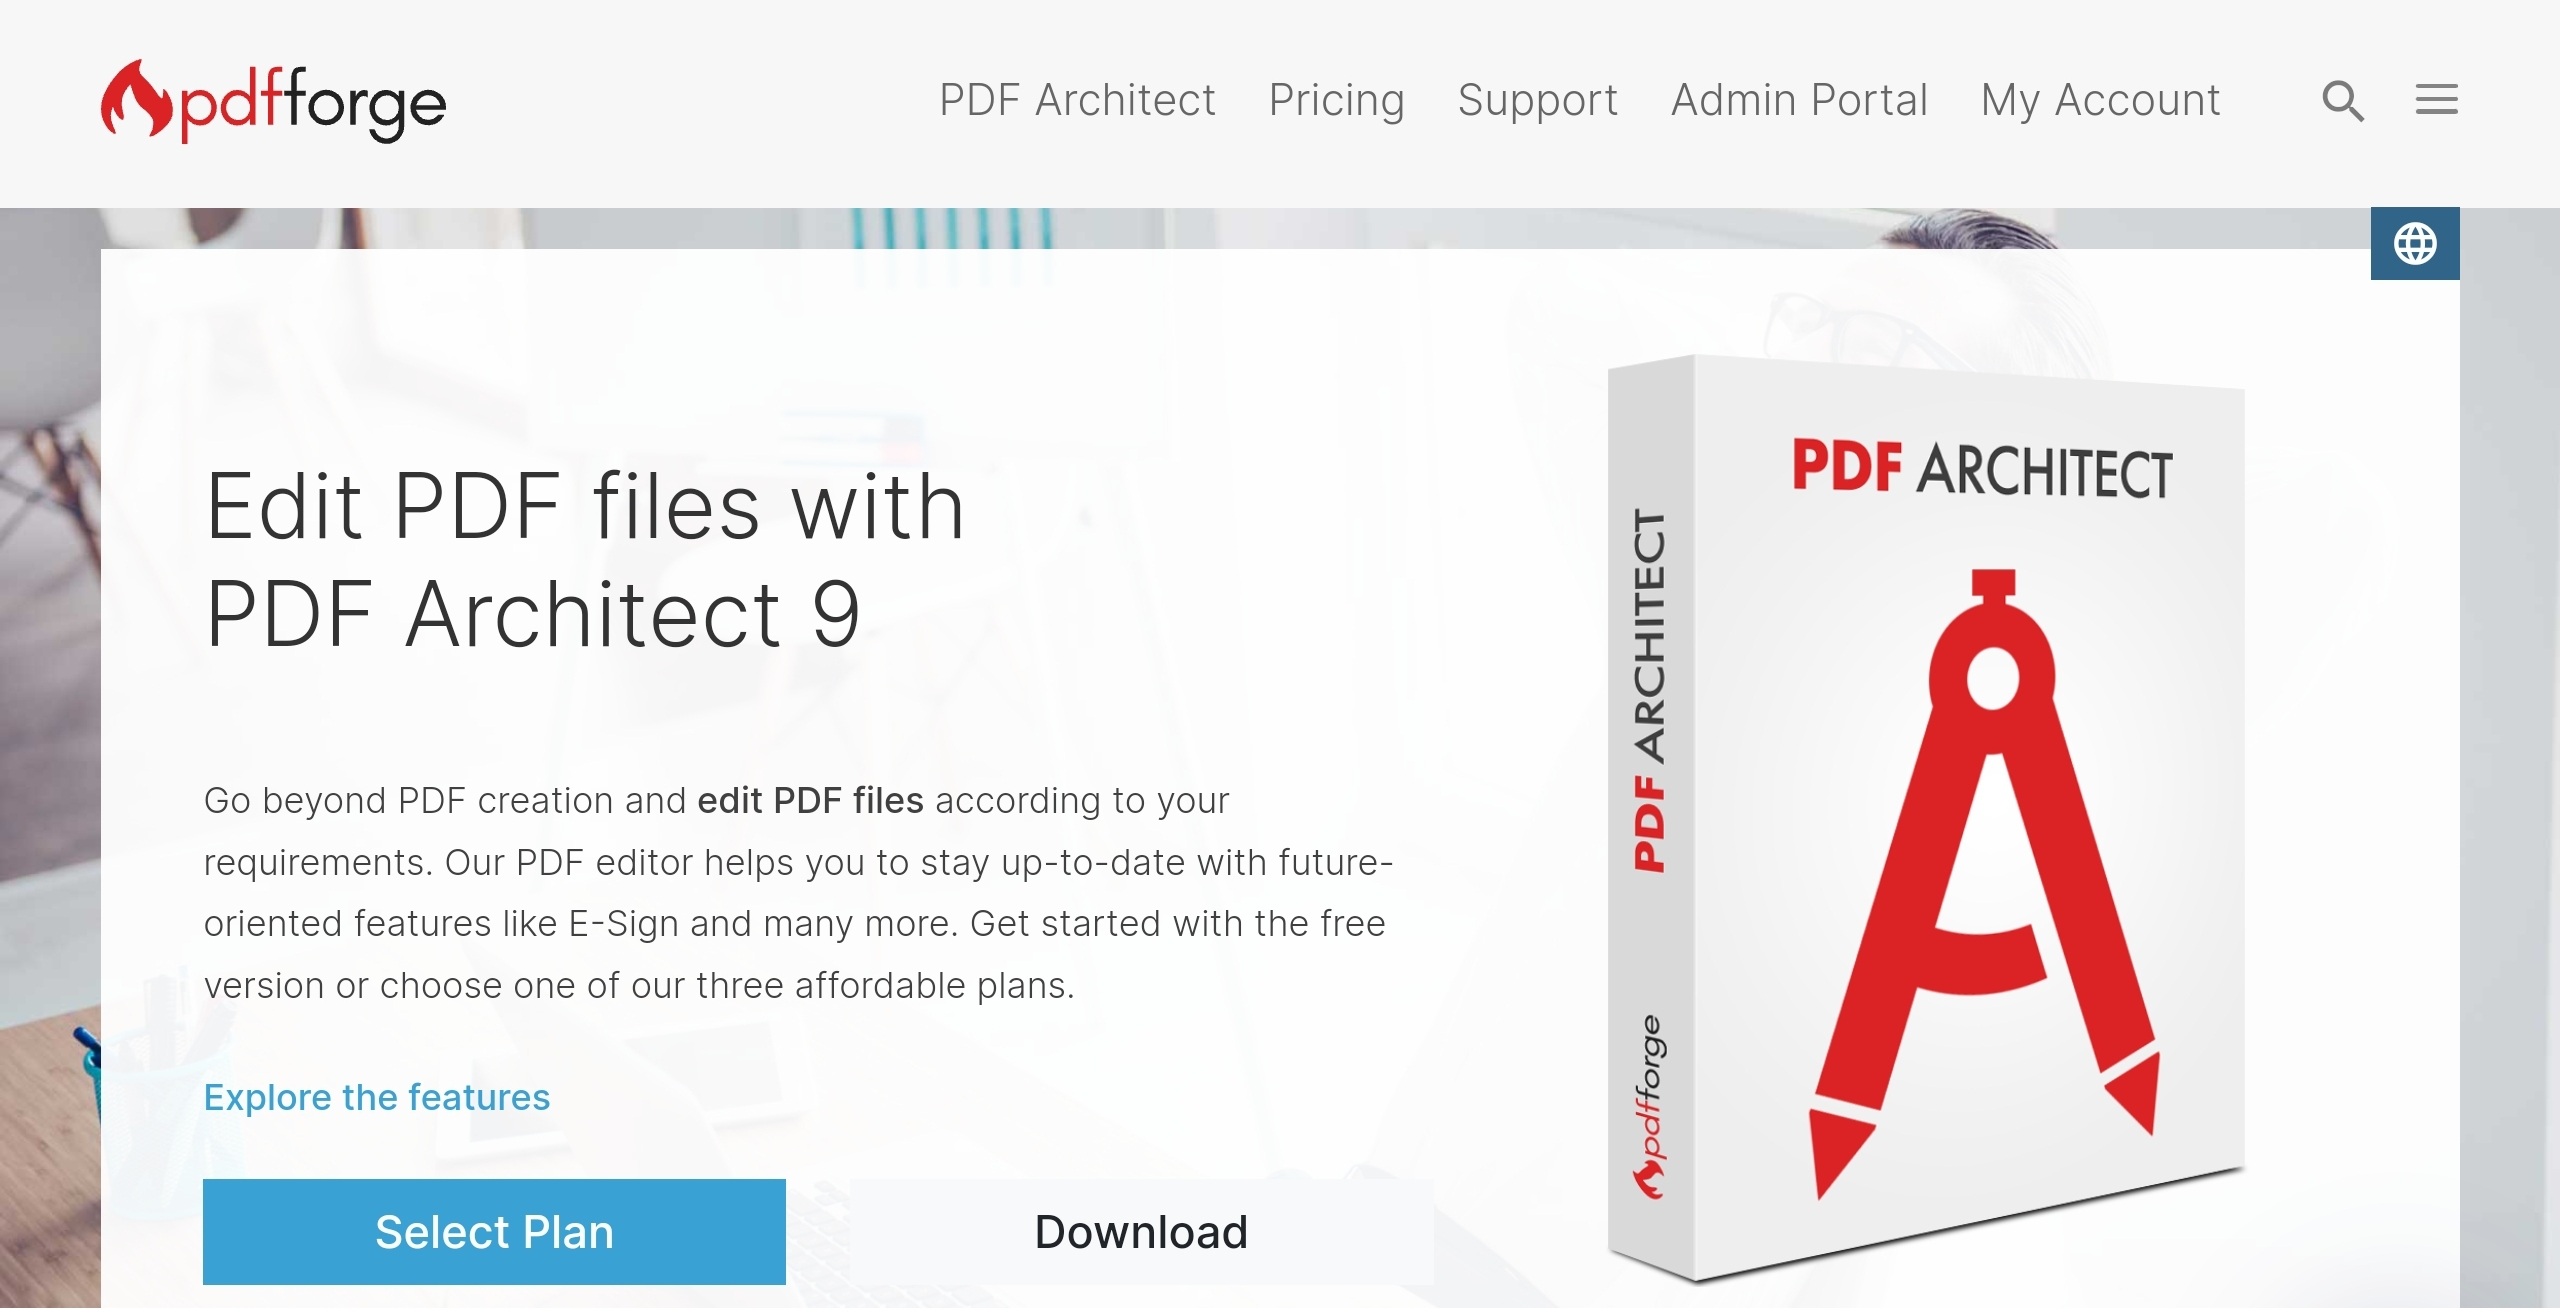 pdfforge
PDF Architect Pricing Support Admin Portal My Account
Edit PDF files with
PDF Architect 9
Go beyond PDF creation and edit PDF files according to your
requirements. Our PDF editor helps you to stay up-to-date with future-
oriented features like E-Sign and many more. Get started with the free
version or choose one of our three affordable plans.
Explore the features
Select Plan
Download
PDF ARCHITECT
PDF ARCHITECT
pdfforge